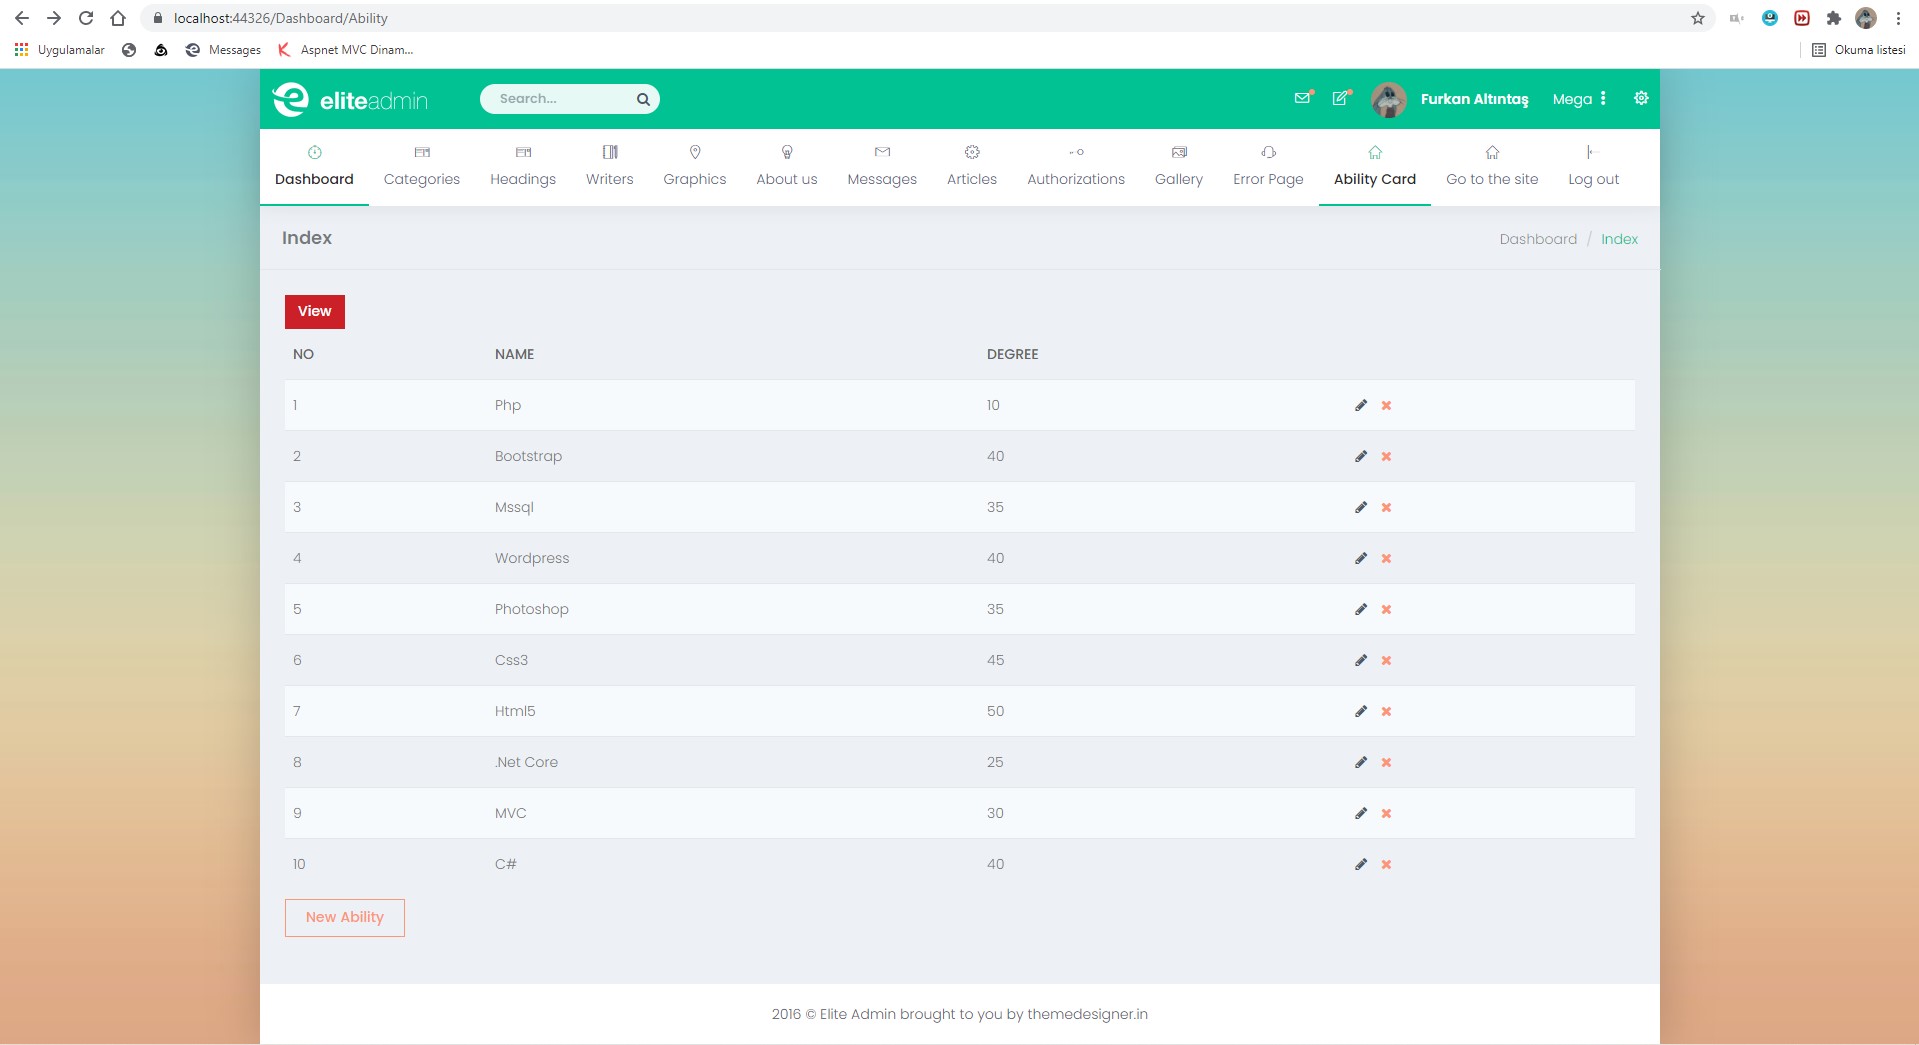 localhost:44326/Dashboard/Ability
Uygulamalar Messages Aspnet MVC Dinam... Okuma listesi
eliteadmin Search... Furkan Altıntaş Mega
Dashboard Categories Headings Writers Graphics About us Messages Articles Authorizations Gallery Error Page Ability Card Go to the site Log out
Index Dashboard / Index
View
NO NAME DEGREE
1 Php 10
2 Bootstrap 40
3 Mssql 35
4 Wordpress 40
5 Photoshop 35
6 Css3 45
7 Html5 50
8 .Net Core 25
9 MVC 30
10 C# 40
New Ability
2016 © Elite Admin brought to you by themedesigner.in